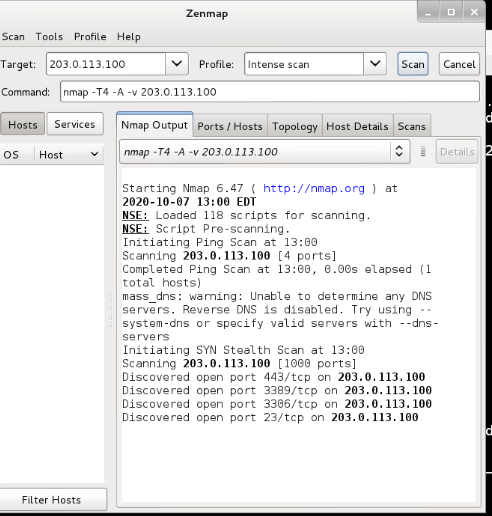 Zenmap
Scan Tools Profile Help
Target: 203.0.113.100 Profile: Intense scan Scan Cancel
Command: nmap -T4 -A -v 203.0.113.100
Hosts Services Nmap Output Ports / Hosts Topology Host Details Scans
OS Host nmap -T4 -A -v 203.0.113.100 Details
Starting Nmap 6.47 ( http://nmap.org ) at
2020-10-07 13:00 EDT
NSE: Loaded 118 scripts for scanning.
NSE: Script Pre-scanning.
Initiating Ping Scan at 13:00
Scanning 203.0.113.100 [4 ports]
Completed Ping Scan at 13:00, 0.00s elapsed (1
total hosts)
mass_dns: warning: Unable to determine any DNS
servers. Reverse DNS is disabled. Try using --
system-dns or specify valid servers with --dns-
servers
Initiating SYN Stealth Scan at 13:00
Scanning 203.0.113.100 [1000 ports]
Discovered open port 443/tcp on 203.0.113.100
Discovered open port 3389/tcp on 203.0.113.100
Discovered open port 3306/tcp on 203.0.113.100
Discovered open port 23/tcp on 203.0.113.100
Filter Hosts